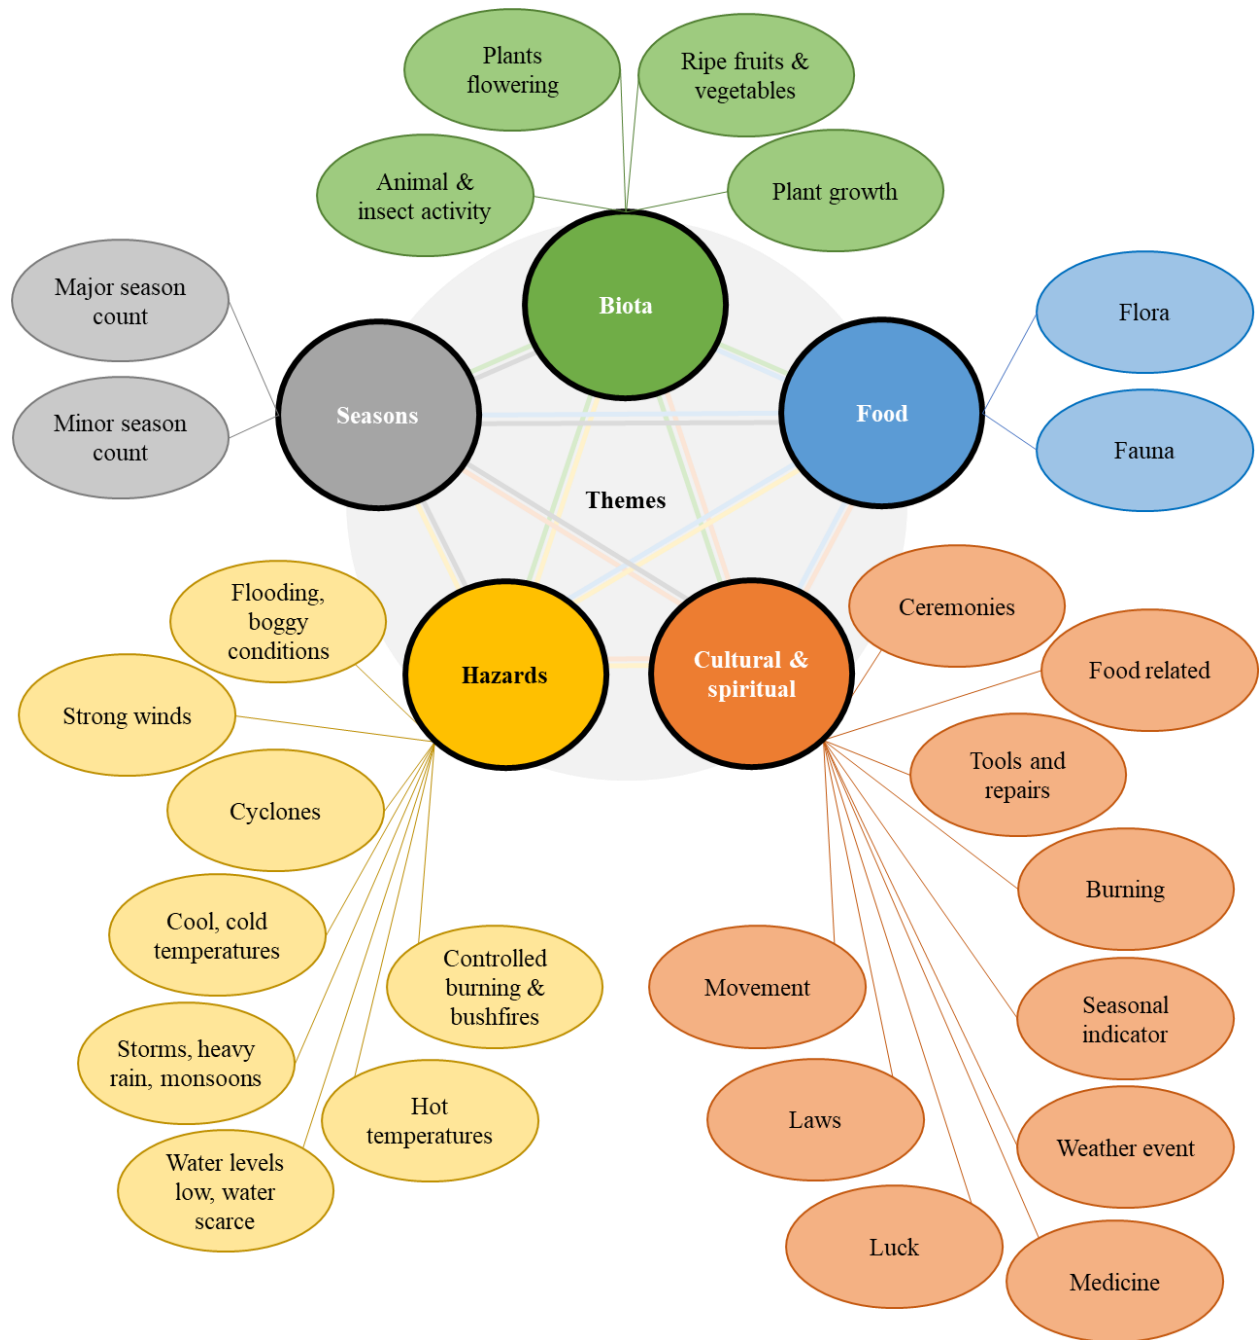 Plants
flowering
Ripe fruits &
vegetables
Animal &
insect activity
Plant growth
Biota
Major season
count
Minor season
count
Seasons
Food
Flora
Fauna
Themes
Hazards
Cultural &
spiritual
Flooding,
boggy
conditions
Strong winds
Cyclones
Cool, cold
temperatures
Storms, heavy
rain, monsoons
Water levels
low, water
scarce
Controlled
burning &
bushfires
Hot
temperatures
Ceremonies
Food related
Tools and
repairs
Burning
Seasonal
indicator
Weather event
Medicine
Movement
Laws
Luck